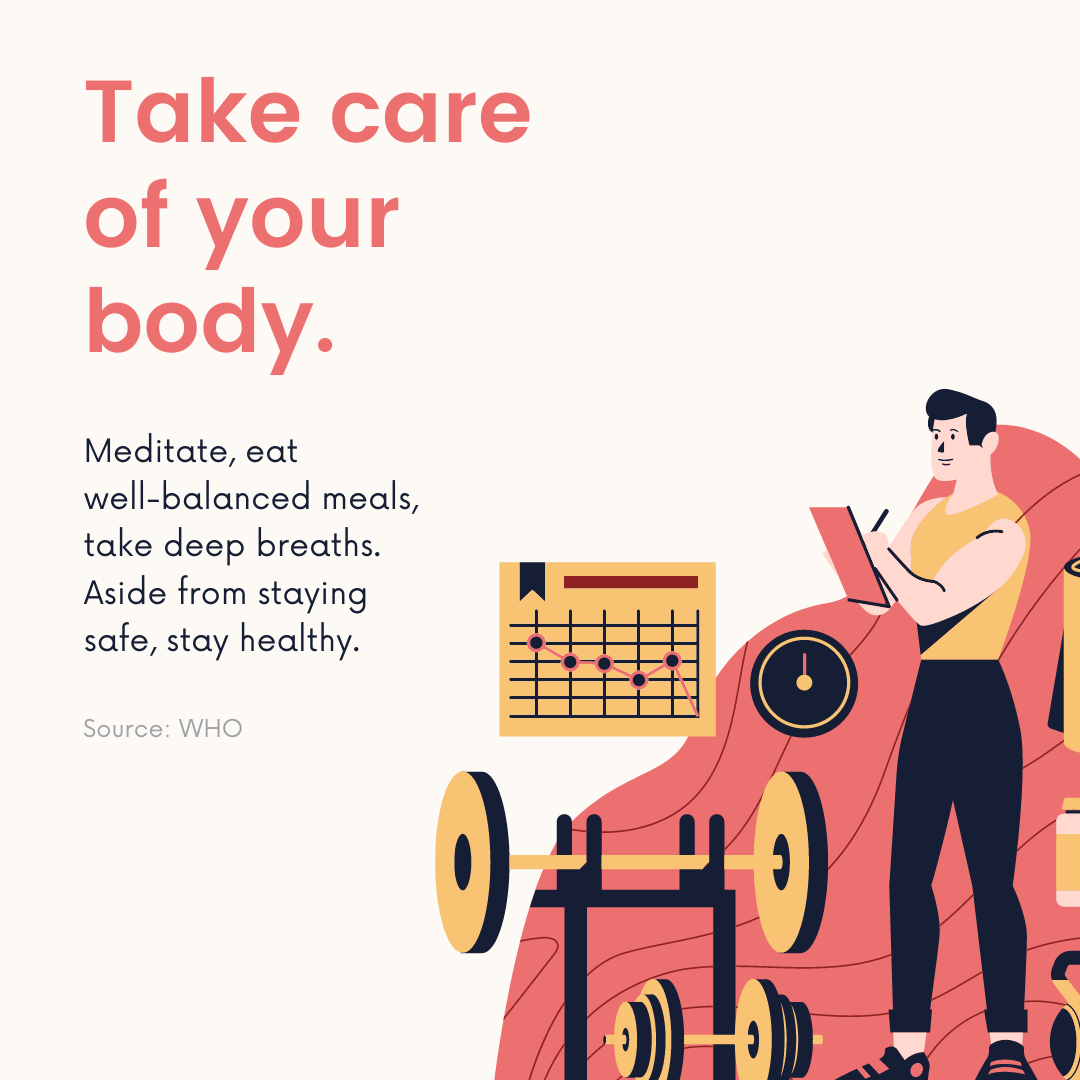 Take care
of your
body.
Meditate, eat
well-balanced meals,
take deep breaths.
Aside from staying
safe, stay healthy.
Source: WHO